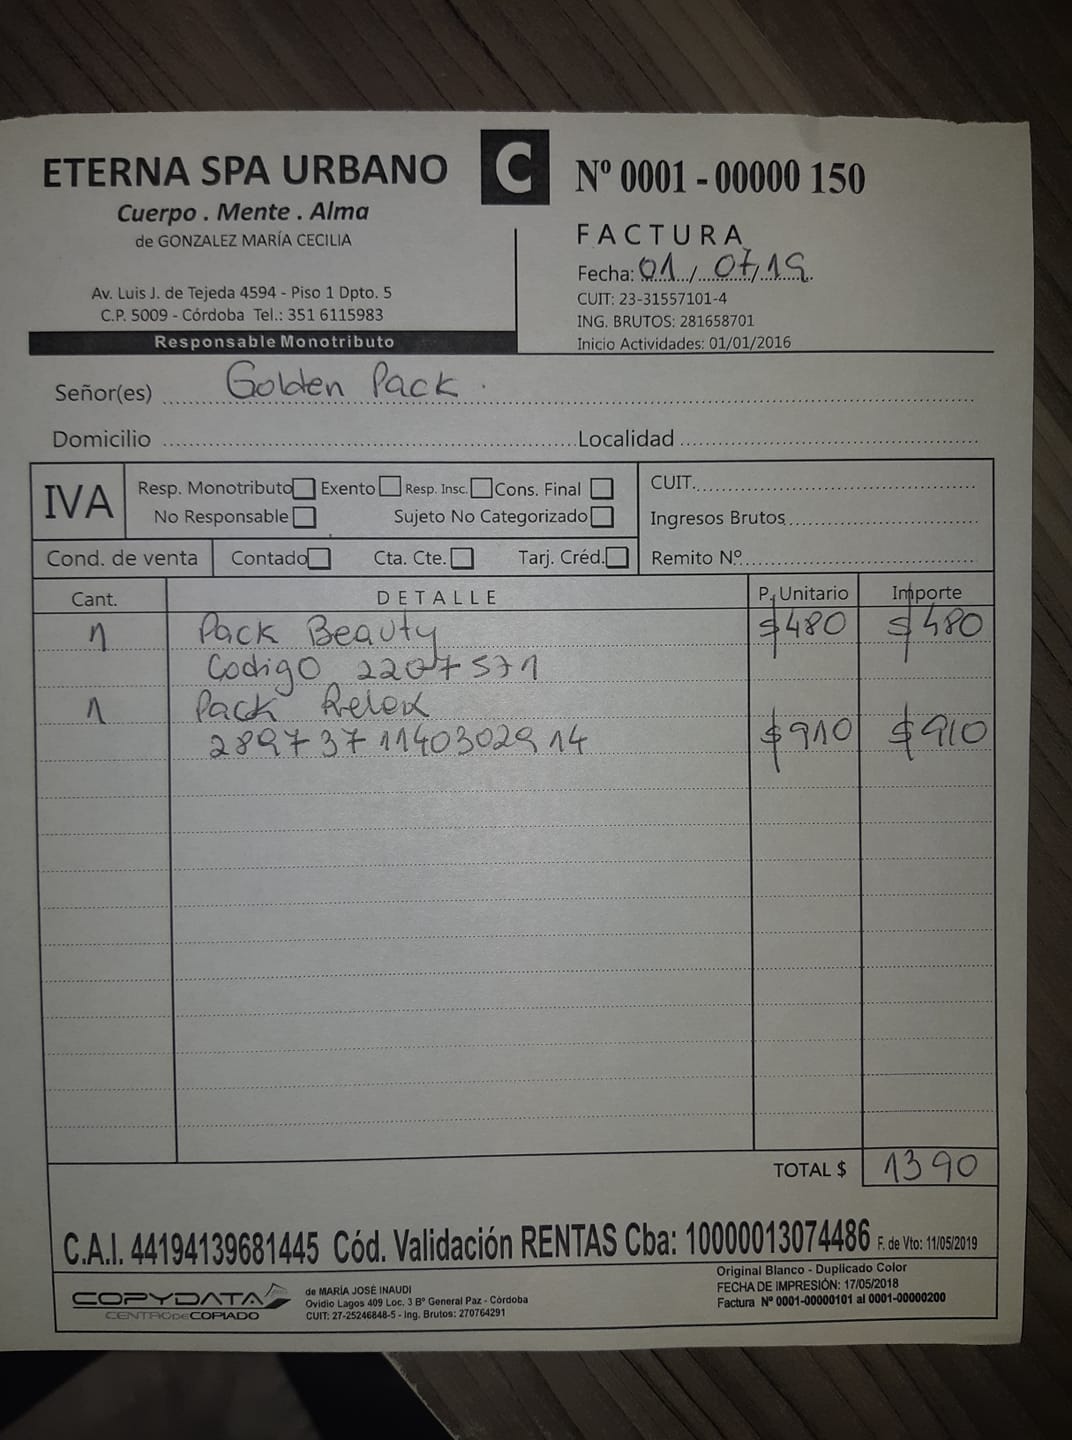 ETERNA SPA URBANO
Cuerpo . Mente . Alma
de GONZALEZ MARÍA CECILIA
Av. Luis J. de Tejeda 4594 - Piso 1 Dpto. 5
C.P. 5009 - Córdoba Tel.: 351 6115983
Responsable Monotributo
C
Nº 0001 - 00000 150
FACTURA
Fecha: 01/07/19
CUIT: 23-31557101-4
ING. BRUTOS: 281658701
Inicio Actividades: 01/01/2016
Señor(es) Golden Pack.
Domicilio Localidad
IVA
Resp. Monotributo Exento Resp. Insc. Cons. Final
No Responsable Sujeto No Categorizado
CUIT.
Ingresos Brutos
Cond. de venta Contado Cta. Cte. Tarj. Créd. Remito Nº
Cant. DETALLE P. Unitario Importe
1 Pack Beauty $480 $480
Codigo 2207571
1 Pack Relax
2897371140302914 $910 $910
TOTAL $ 1390
C.A.I. 44194139681445 Cód. Validación RENTAS Cba: 10000013074486 F. de Vto: 11/05/2019
COPYDATA
CENTRO DE COPIADO
de MARÍA JOSÉ INAUDI
Ovidio Lagos 409 Loc. 3 Bº General Paz - Córdoba
CUIT: 27-25246848-5 - Ing. Brutos: 270764291
Original Blanco - Duplicado Color
FECHA DE IMPRESIÓN: 17/05/2018
Factura Nº 0001-00000101 al 0001-00000200